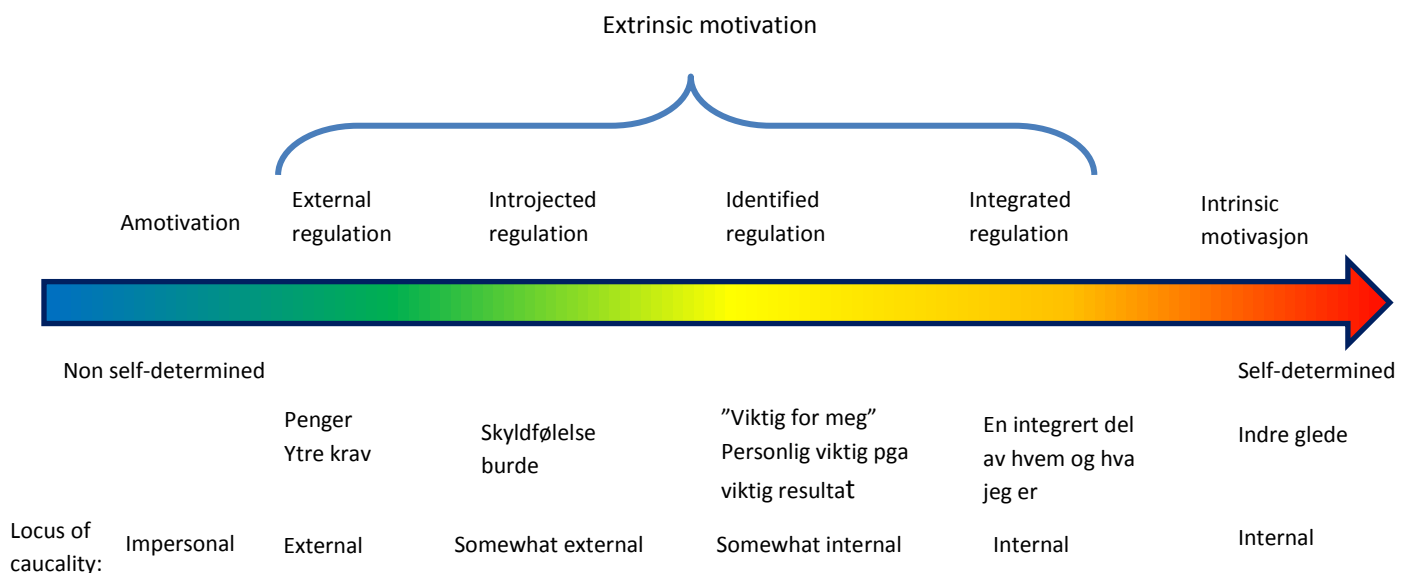 Extrinsic motivation
Amotivation
External
regulation
Introjected
regulation
Identified
regulation
Integrated
regulation
Intrinsic
motivasjon
Non self-determined
Self-determined
Penger
Ytre krav
Skyldfølelse
burde
”Viktig for meg”
Personlig viktig pga
viktig resultat
En integrert del
av hvem og hva
jeg er
Indre glede
Locus of
caucality:
Impersonal
External
Somewhat external
Somewhat internal
Internal
Internal